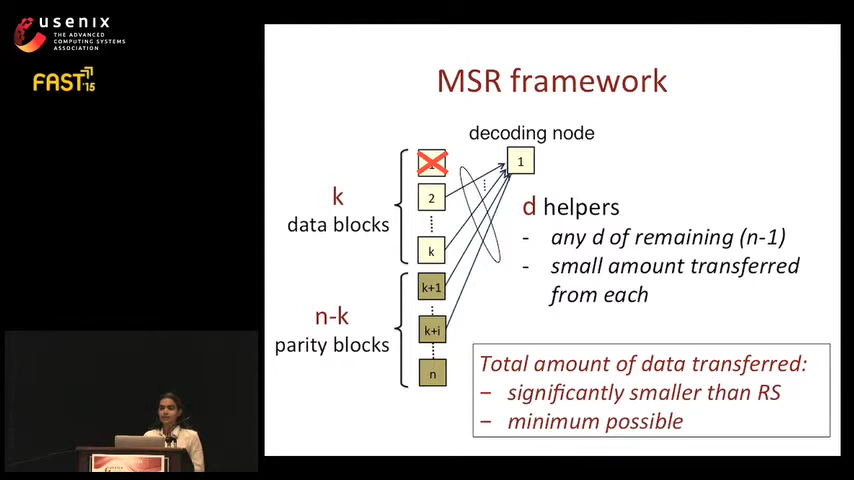 usenix
THE ADVANCED
COMPUTING SYSTEMS
ASSOCIATION
FAST '15
MSR framework
decoding node
1
k
data blocks
2
k
n-k
parity blocks
k+1
k+i
n
d helpers
- any d of remaining (n-1)
- small amount transferred
from each
Total amount of data transferred:
– significantly smaller than RS
– minimum possible